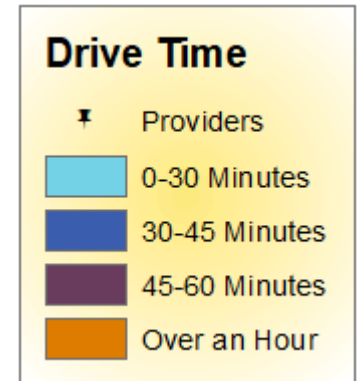 Drive Time
Providers
0-30 Minutes
30-45 Minutes
45-60 Minutes
Over an Hour